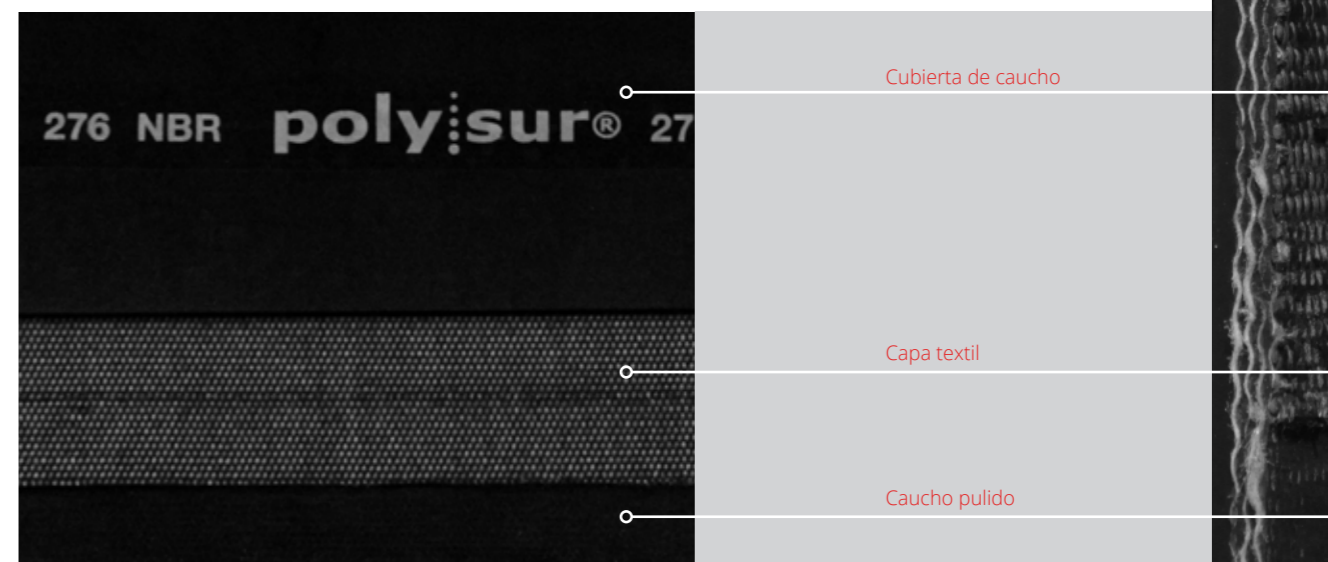 Cubierta de caucho
276 NBR poly sur® 27
Capa textil
Caucho pulido